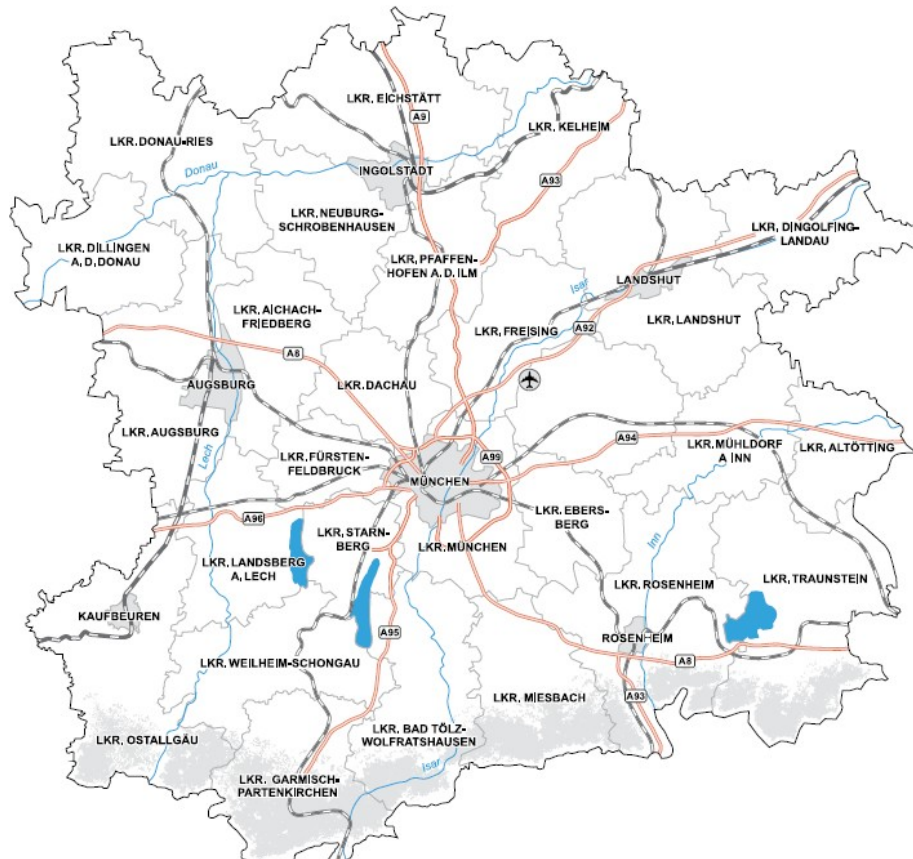 LKR. EICHSTÄTT
A9
LKR. KELHEIM
LKR. DONAU-RIES
Donau
INGOLSTADT
A93
LKR. NEUBURG-
SCHROBENHAUSEN
LKR. DINGOLFING-
LANDAU
LKR. DILLINGEN
A. D. DONAU
LKR. PFAFFEN-
HOFEN A. D. ILM
Isar
LANDSHUT
LKR. AICHACH-
FRIEDBERG
LKR. FREISING
A92
LKR. LANDSHUT
A8
AUGSBURG
LKR. DACHAU
LKR. AUGSBURG
Lech
LKR. FÜRSTEN-
FELDBRUCK
A99
A94
LKR. MÜHLDORF
A INN
LKR. ALTÖTTING
MÜNCHEN
A96
LKR. STARN-
BERG
LKR. MÜNCHEN
LKR. EBERS-
BERG
Inn
LKR. LANDSBERG
A. LECH
LKR. ROSENHEIM
LKR. TRAUNSTEIN
KAUFBEUREN
A95
ROSENHEIM
LKR. WEILHEIM-SCHONGAU
A8
A93
LKR. MIESBACH
LKR. OSTALLGÄU
LKR. BAD TÖLZ-
WOLFRATSHAUSEN
Isar
LKR. GARMISCH-
PARTENKIRCHEN